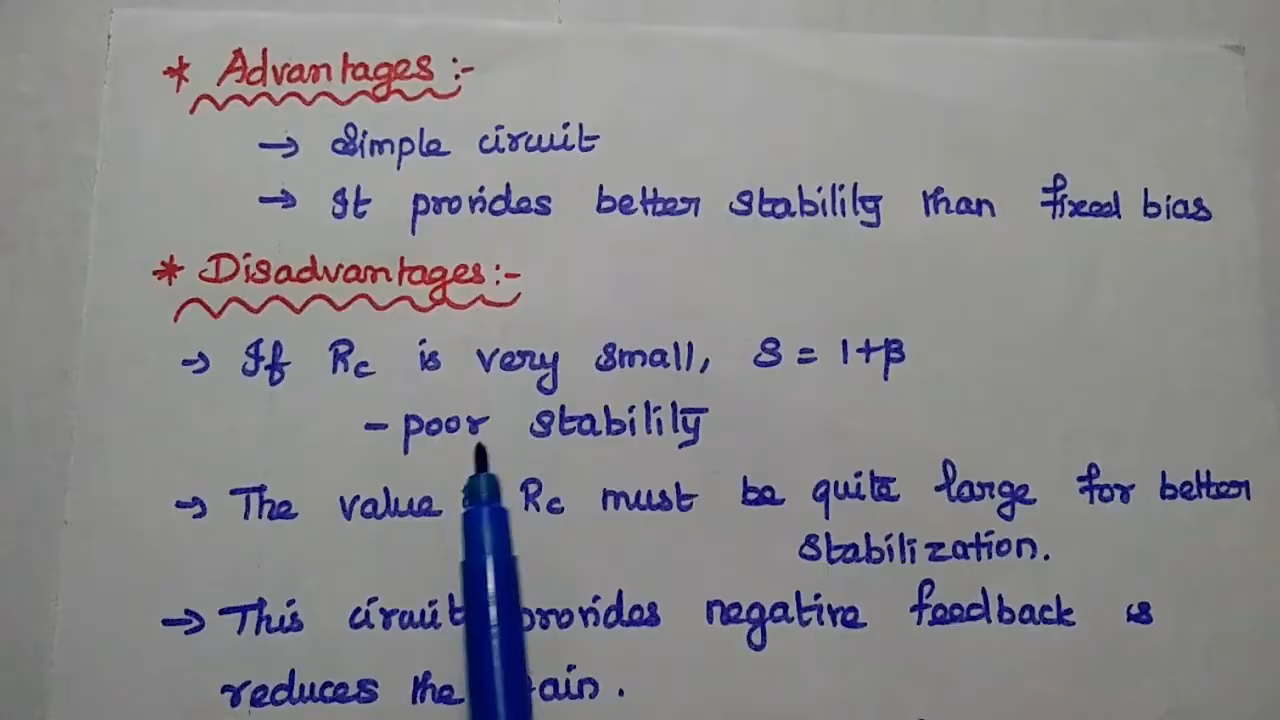 * Advantages :-
→ Simple circuit
→ It provides better stability than fixed bias
* Disadvantages :-
→ If Rc is very small, S = 1+β
- poor stability
→ The value Rc must be quite large for better
stabilization.
→ This circuit provides negative feedback is
reduces the ain.